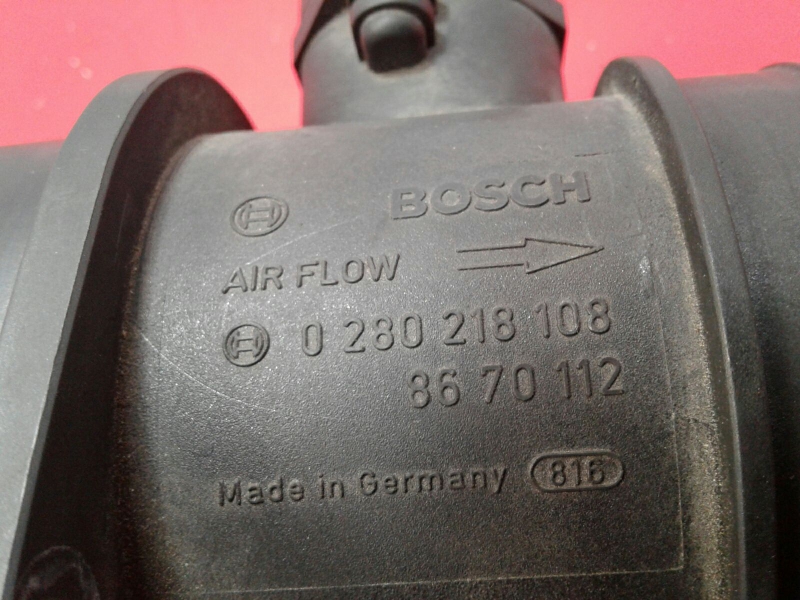 BOSCH
AIR FLOW
0 280 218 108
86 70 112
Made in Germany 816